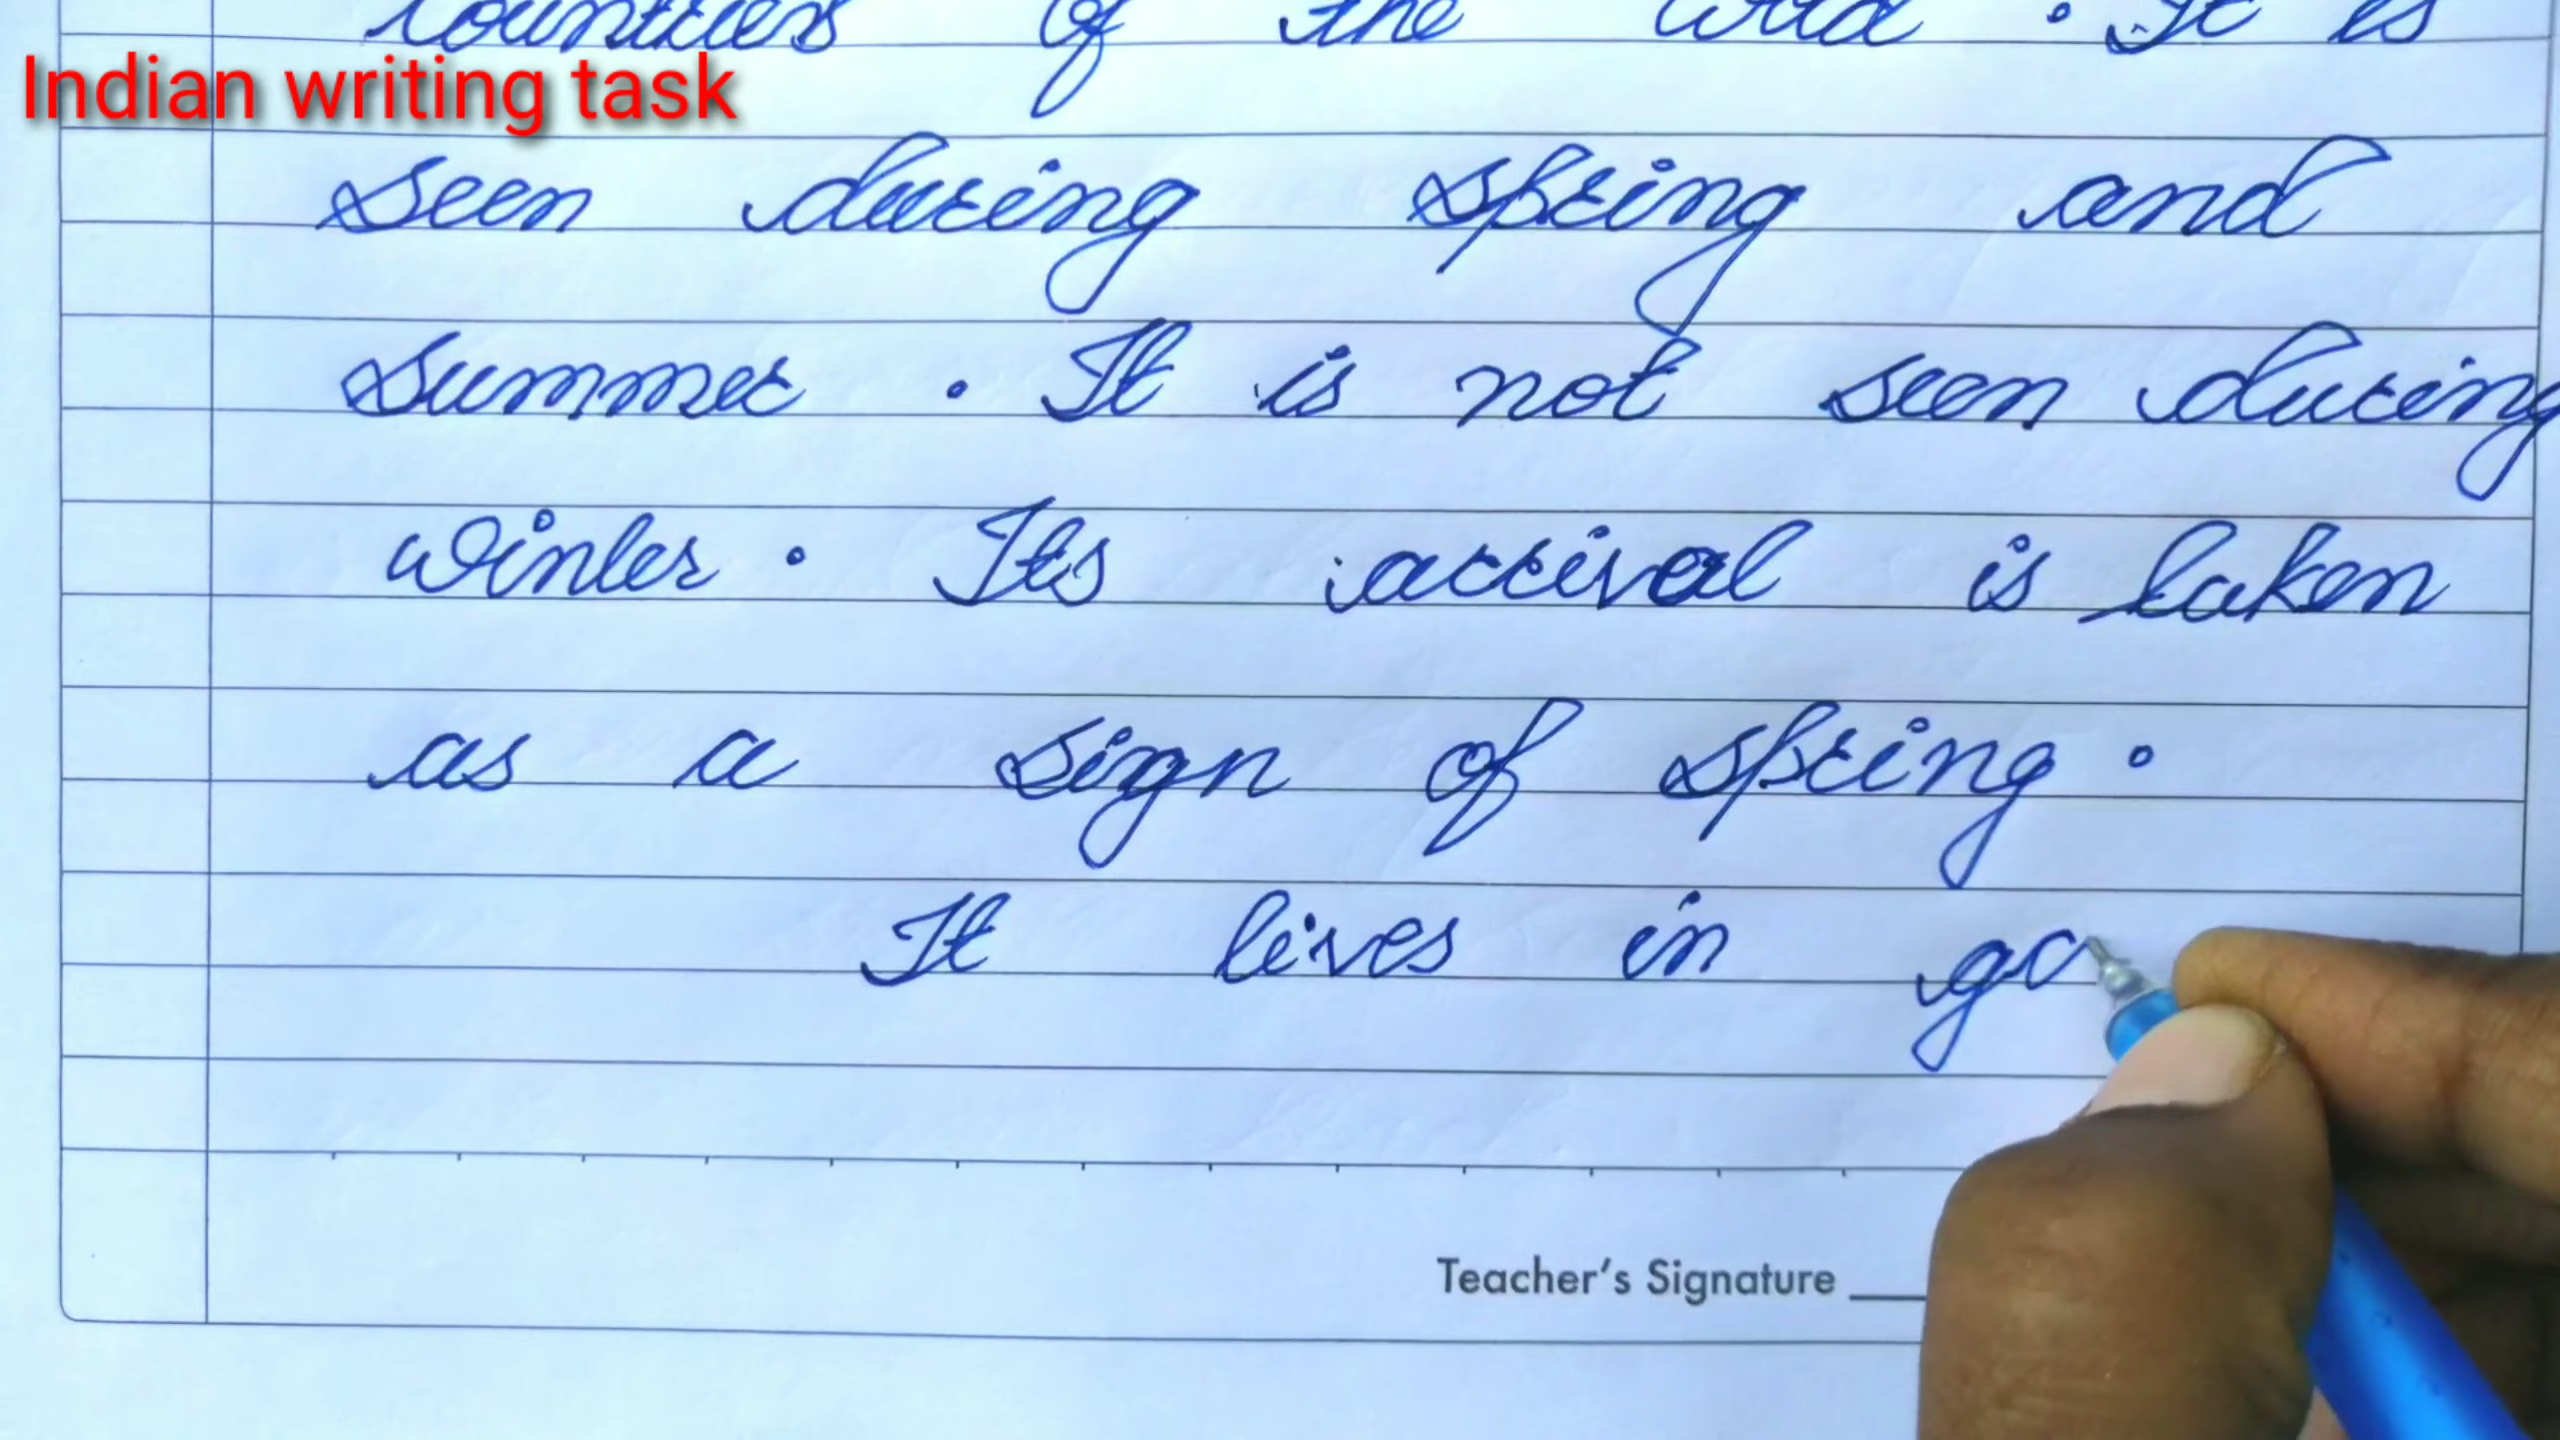 countries of the world . It is
Indian writing task
seen during spring and
summer . It is not seen during
winter . Its arrival is taken
as a sign of spring .
It lives in ga
Teacher's Signature